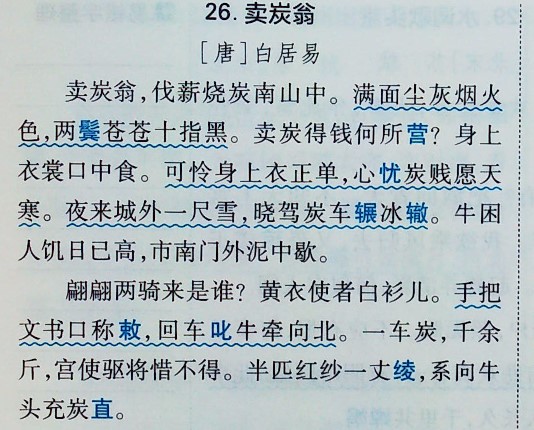 26. 卖炭翁
[唐]白居易
卖炭翁,伐薪烧炭南山中。满面尘灰烟火
色,两鬓苍苍十指黑。卖炭得钱何所营?身上
衣裳口中食。可怜身上衣正单,心忧炭贱愿天
寒。夜来城外一尺雪,晓驾炭车辗冰辙。牛困
人饥日已高,市南门外泥中歇。
翩翩两骑来是谁?黄衣使者白衫儿。手把
文书口称敕,回车叱牛牵向北。一车炭,千余
斤,宫使驱将惜不得。半匹红纱一丈绫,系向牛
头充炭直。